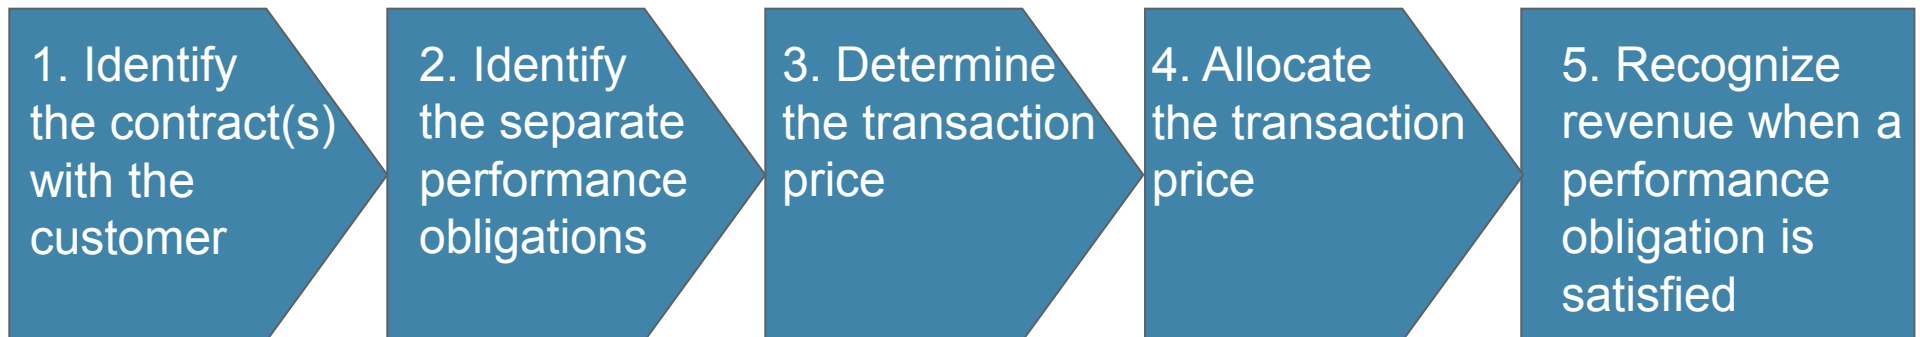 1. Identify
the contract(s)
with the
customer
2. Identify
the separate
performance
obligations
3. Determine
the transaction
price
4. Allocate
the transaction
price
5. Recognize
revenue when a
performance
obligation is
satisfied